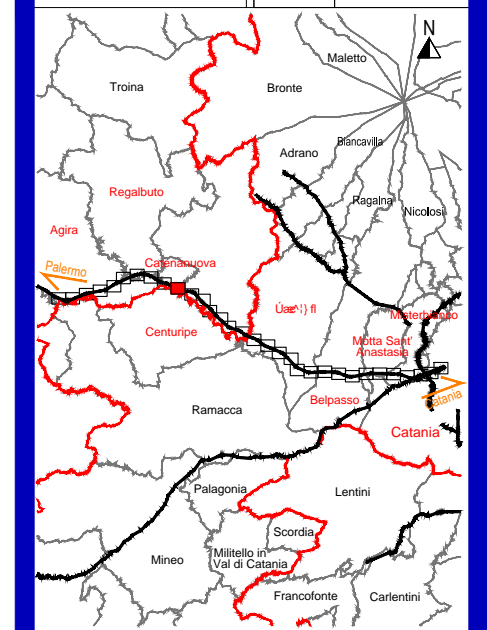 N
Maletto
Troina
Bronte
Biancavilla
Adrano
Regalbuto
Ragalna
Nicolosi
Agira
Catenanuova
Palermo
Misterbianco
Centuripe
Motta Sant'
Anastasia
Belpasso
Catania
Ramacca
Catania
Palagonia
Lentini
Scordia
Mineo
Militello in
Val di Catania
Francofonte
Carlentini